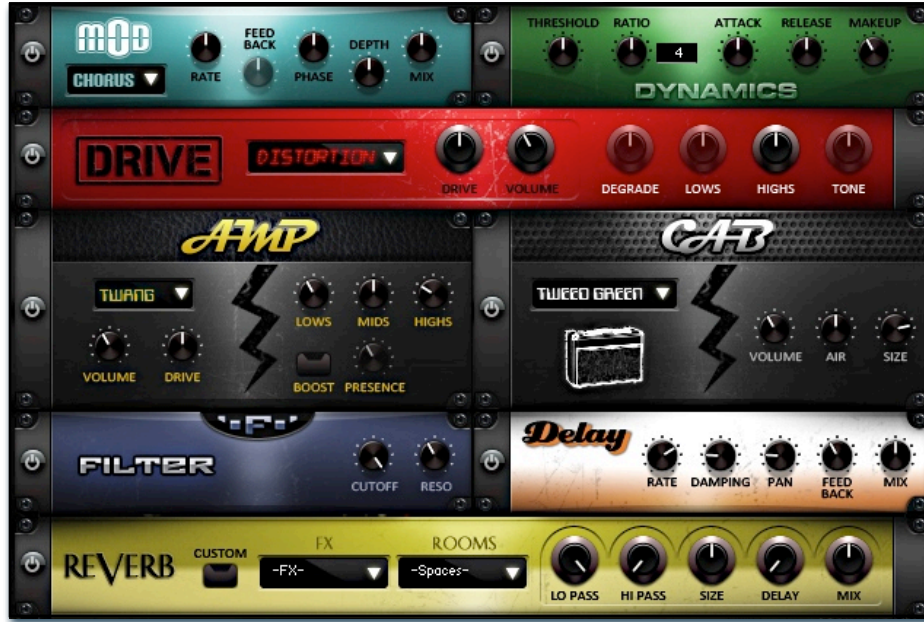 MOD
CHORUS
RATE
FEED
BACK
PHASE
DEPTH
MIX
THRESHOLD RATIO ATTACK RELEASE MAKEUP
4
DYNAMICS
DRIVE
DISTORTION
DRIVE VOLUME DEGRADE LOWS HIGHS TONE
AMP
TWANG
LOWS MIDS HIGHS
VOLUME DRIVE
BOOST PRESENCE
CAB
TWEED GREEN
VOLUME AIR SIZE
F
FILTER
CUTOFF RESO
Delay
RATE DAMPING PAN FEED
BACK
MIX
REVERB
CUSTOM
FX
-FX-
ROOMS
-Spaces-
LO PASS HI PASS SIZE DELAY MIX